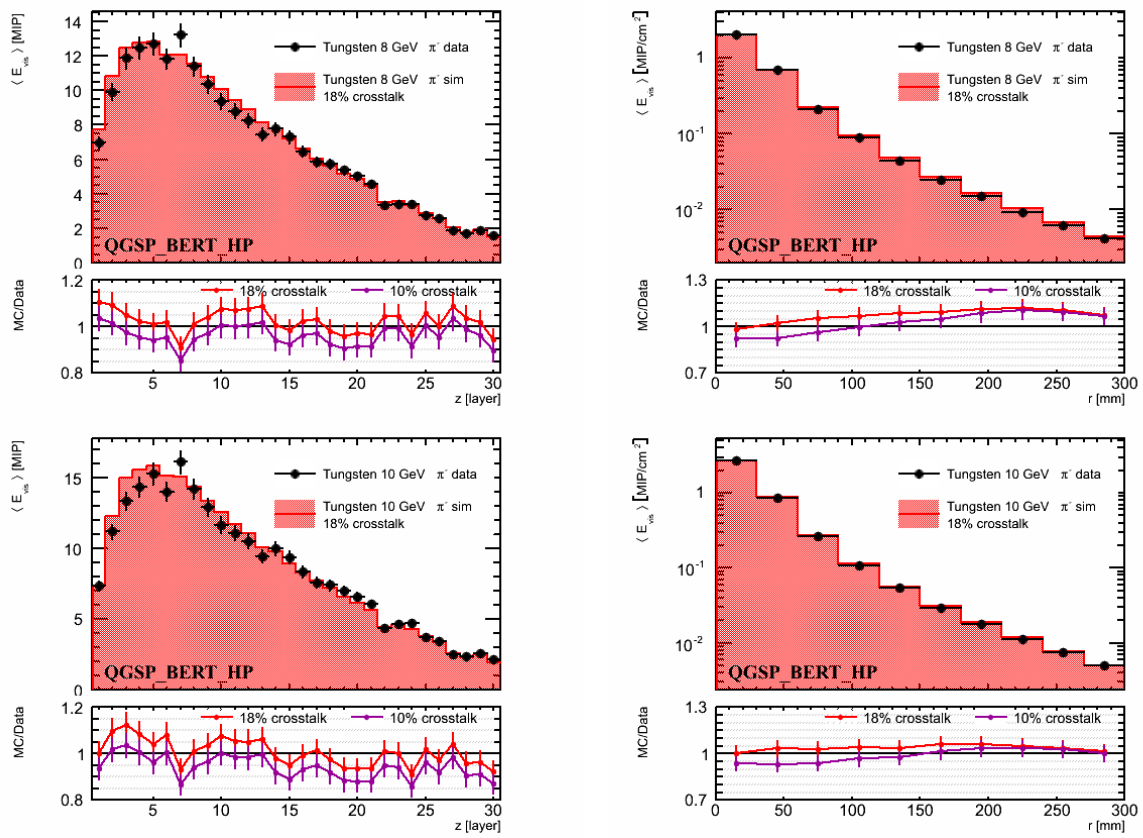 ⟨ E_vis ⟩ [MIP]
14
12
10
8
6
4
2
0
Tungsten 8 GeV π⁻ data
Tungsten 8 GeV π⁻ sim
18% crosstalk
QGSP_BERT_HP
MC/Data
1.2
1
0.8
18% crosstalk
10% crosstalk
5
10
15
20
25
30
z [layer]
⟨ E_vis ⟩ [MIP/cm²]
1
10⁻¹
10⁻²
Tungsten 8 GeV π⁻ data
Tungsten 8 GeV π⁻ sim
18% crosstalk
QGSP_BERT_HP
MC/Data
1.3
1
0.7
18% crosstalk
10% crosstalk
0
50
100
150
200
250
300
r [mm]
⟨ E_vis ⟩ [MIP]
15
10
5
0
Tungsten 10 GeV π⁻ data
Tungsten 10 GeV π⁻ sim
18% crosstalk
QGSP_BERT_HP
MC/Data
1.2
1
0.8
18% crosstalk
10% crosstalk
5
10
15
20
25
30
z [layer]
⟨ E_vis ⟩ [MIP/cm²]
1
10⁻¹
10⁻²
Tungsten 10 GeV π⁻ data
Tungsten 10 GeV π⁻ sim
18% crosstalk
QGSP_BERT_HP
MC/Data
1.3
1
0.7
18% crosstalk
10% crosstalk
0
50
100
150
200
250
300
r [mm]